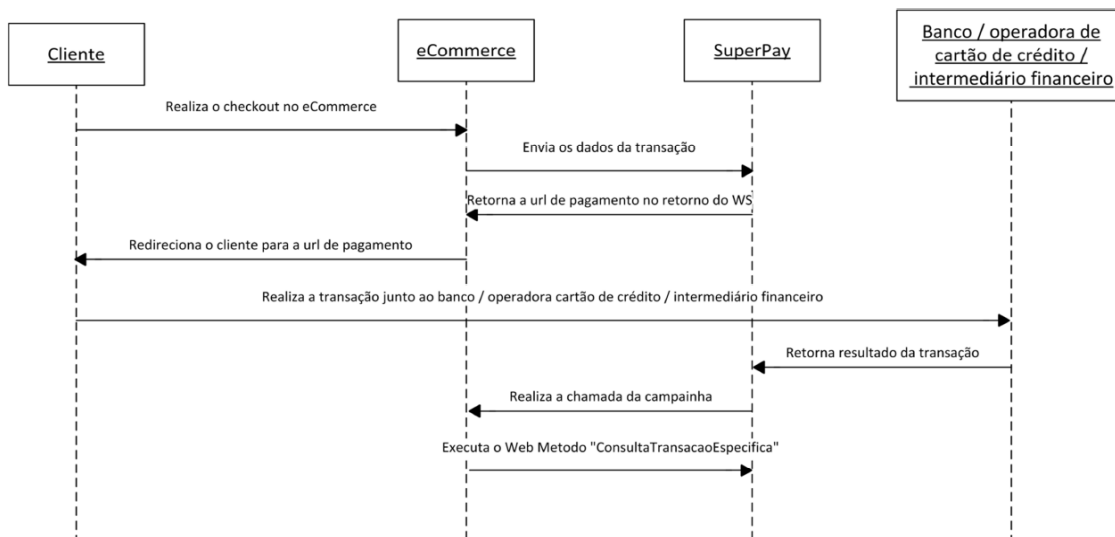 Cliente
eCommerce
SuperPay
Banco / operadora de
cartão de crédito /
intermediário financeiro
Realiza o checkout no eCommerce
Envia os dados da transação
Retorna a url de pagamento no retorno do WS
Redireciona o cliente para a url de pagamento
Realiza a transação junto ao banco / operadora cartão de crédito / intermediário financeiro
Retorna resultado da transação
Realiza a chamada da campainha
Executa o Web Metodo "ConsultaTransacaoEspecifica"